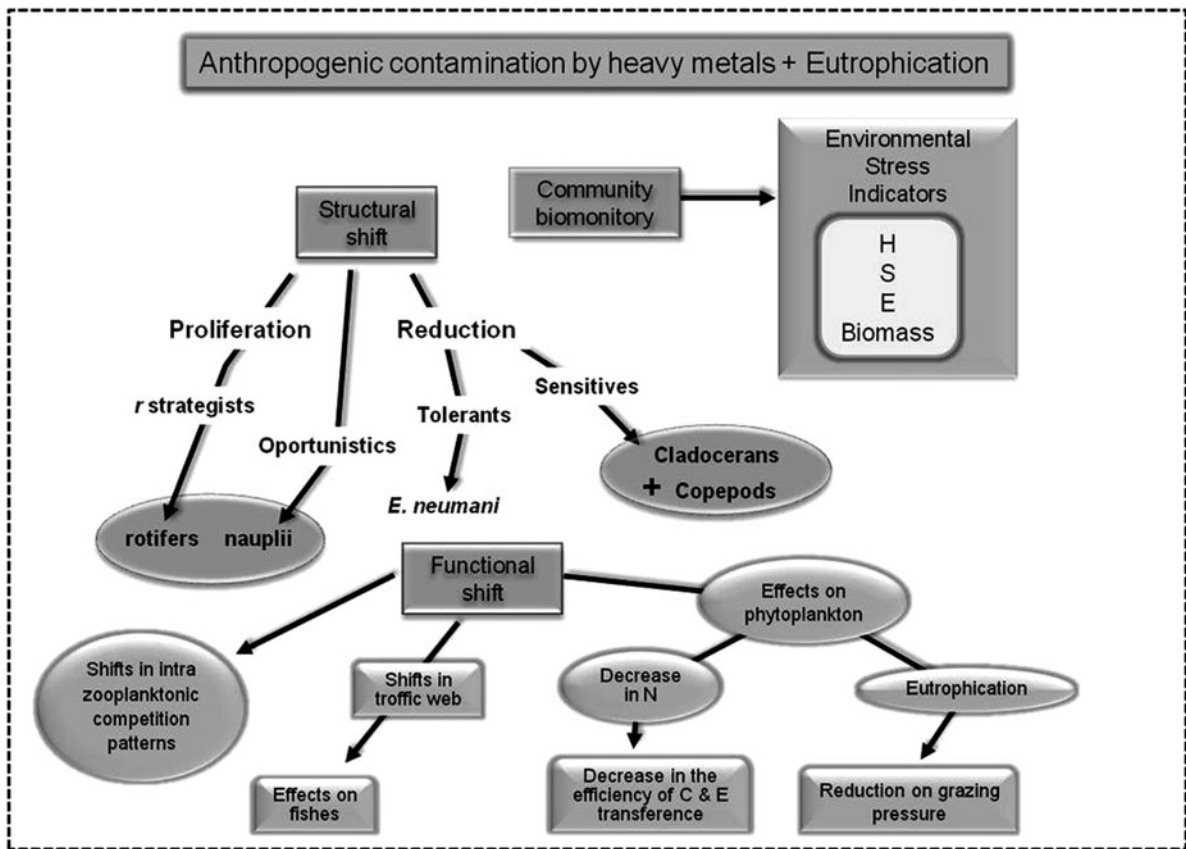 Anthropogenic contamination by heavy metals + Eutrophication
Structural
shift
Community
biomonitory
Environmental
Stress
Indicators
H
S
E
Biomass
Proliferation
Reduction
r strategists
Oportunistics
Tolerants
Sensitives
rotifers nauplii
E. neumani
Cladocerans
+ Copepods
Functional
shift
Effects on
phytoplankton
Shifts in intra
zooplanktonic
competition
patterns
Shifts in
troffic web
Decrease
in N
Eutrophication
Effects on
fishes
Decrease in the
efficiency of C & E
transference
Reduction on grazing
pressure